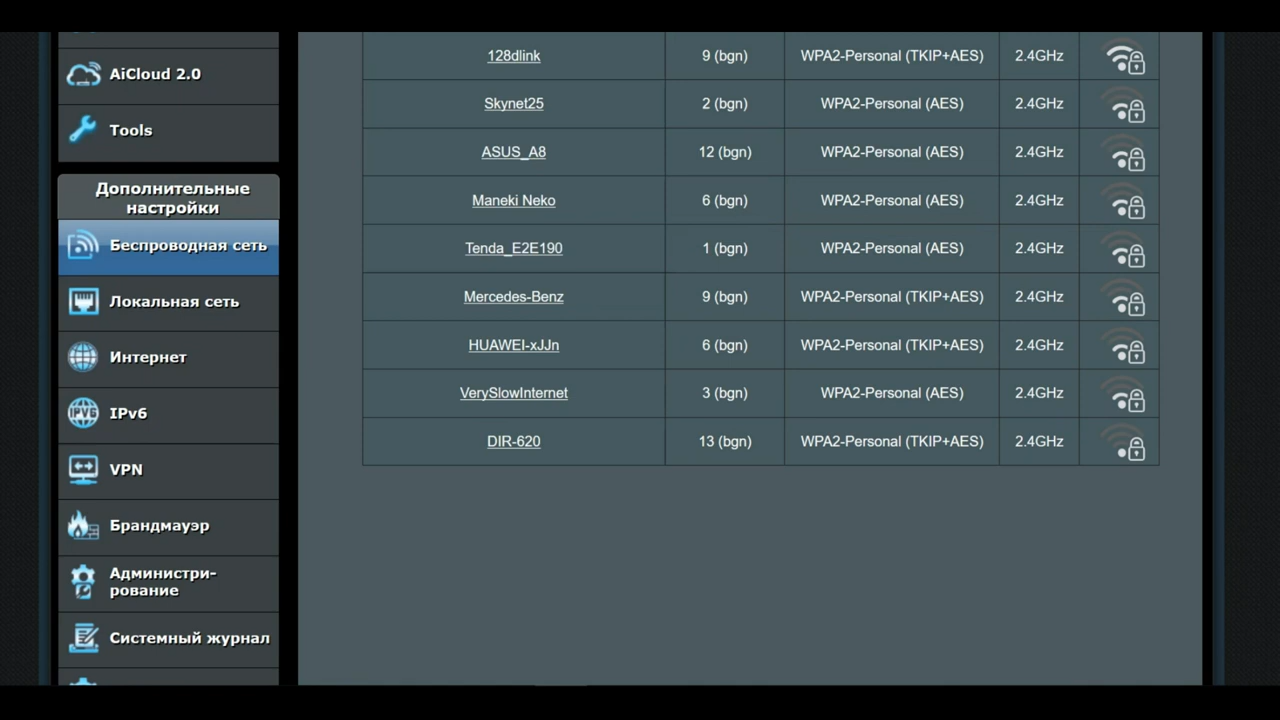 AiCloud 2.0
Tools
Дополнительные
настройки
Беспроводная сеть
Локальная сеть
Интернет
IPv6
VPN
Брандмауэр
Администри-
рование
Системный журнал
128dlink 9 (bgn) WPA2-Personal (TKIP+AES) 2.4GHz
Skynet25 2 (bgn) WPA2-Personal (AES) 2.4GHz
ASUS_A8 12 (bgn) WPA2-Personal (AES) 2.4GHz
Maneki Neko 6 (bgn) WPA2-Personal (AES) 2.4GHz
Tenda_E2E190 1 (bgn) WPA2-Personal (AES) 2.4GHz
Mercedes-Benz 9 (bgn) WPA2-Personal (TKIP+AES) 2.4GHz
HUAWEI-xJJn 6 (bgn) WPA2-Personal (TKIP+AES) 2.4GHz
VerySlowInternet 3 (bgn) WPA2-Personal (AES) 2.4GHz
DIR-620 13 (bgn) WPA2-Personal (TKIP+AES) 2.4GHz